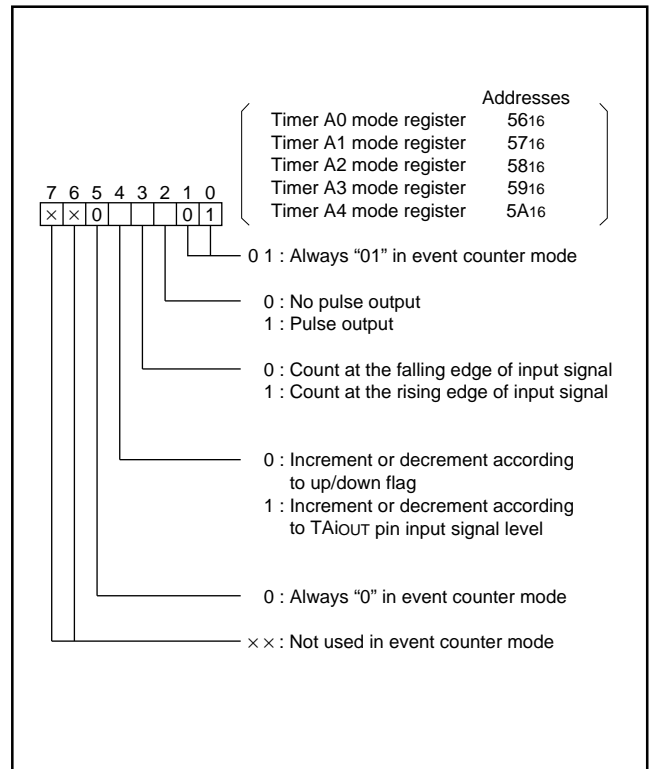 Addresses
Timer A0 mode register 5616
Timer A1 mode register 5716
Timer A2 mode register 5816
Timer A3 mode register 5916
Timer A4 mode register 5A16
7 6 5 4 3 2 1 0
× × 0 0 1
0 1 : Always “01” in event counter mode
0 : No pulse output
1 : Pulse output
0 : Count at the falling edge of input signal
1 : Count at the rising edge of input signal
0 : Increment or decrement according
to up/down flag
1 : Increment or decrement according
to TAiOUT pin input signal level
0 : Always “0” in event counter mode
× × : Not used in event counter mode